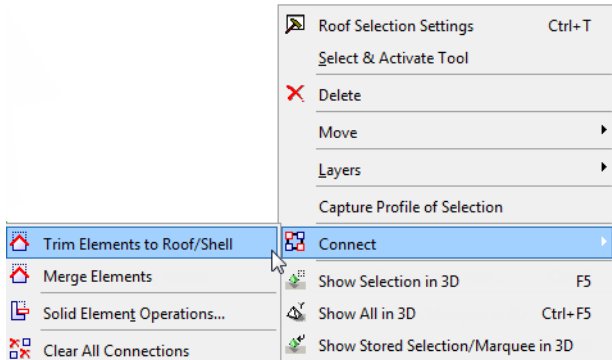 Roof Selection Settings Ctrl+T
Select & Activate Tool
Delete
Move
Layers
Capture Profile of Selection
Connect
Show Selection in 3D F5
Show All in 3D Ctrl+F5
Show Stored Selection/Marquee in 3D
Trim Elements to Roof/Shell
Merge Elements
Solid Element Operations...
Clear All Connections